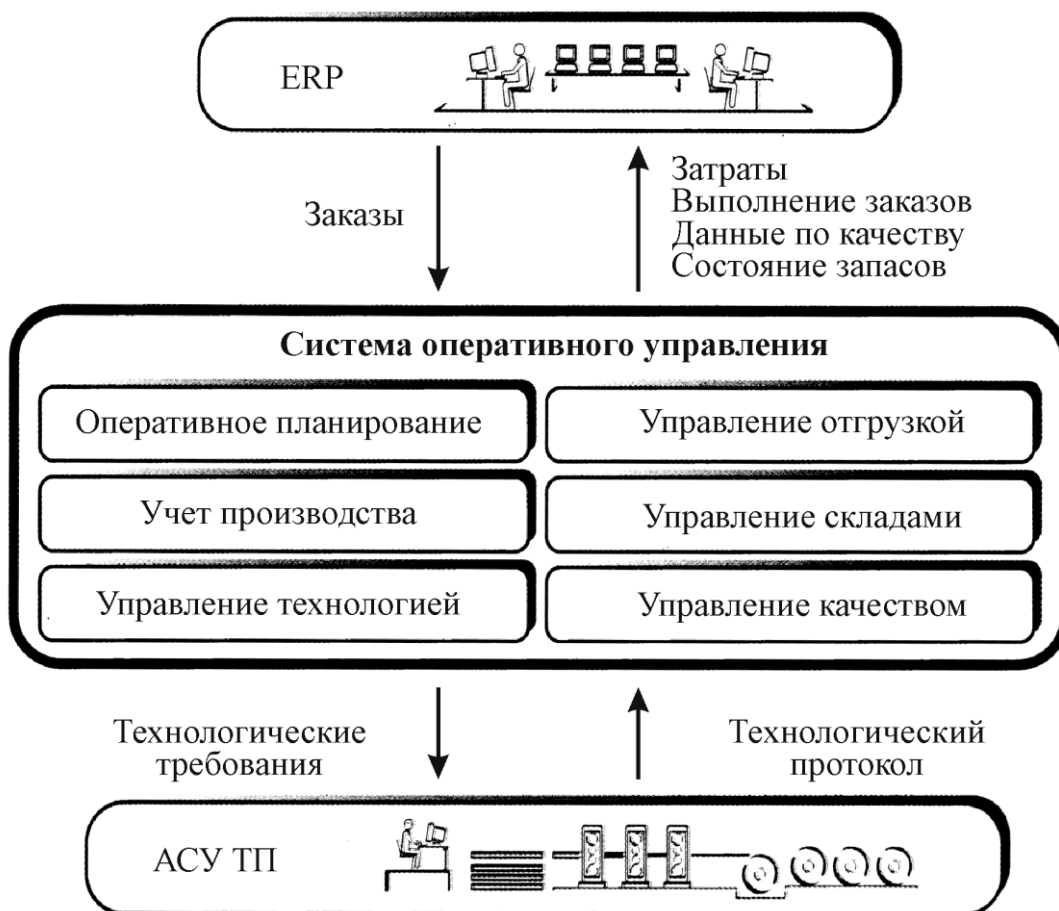 ERP
Заказы
Затраты
Выполнение заказов
Данные по качеству
Состояние запасов
Система оперативного управления
Оперативное планирование
Управление отгрузкой
Учет производства
Управление складами
Управление технологией
Управление качеством
Технологические
требования
Технологический
протокол
АСУ ТП